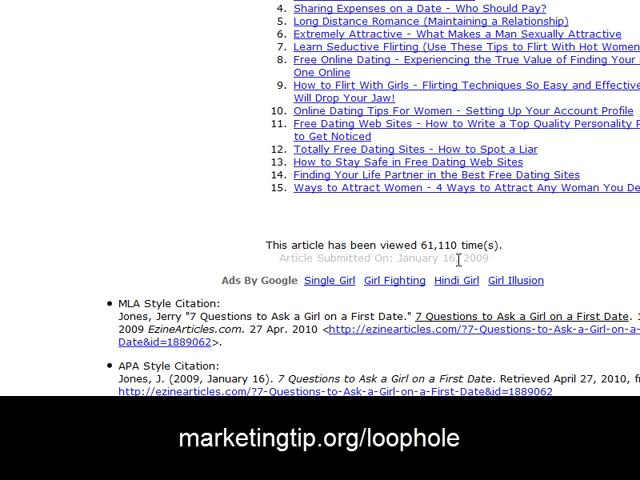 4. Sharing Expenses on a Date - Who Should Pay?
5. Long Distance Romance (Maintaining a Relationship)
6. Extremely Attractive - What Makes a Man Sexually Attractive
7. Learn Seductive Flirting (Use These Tips to Flirt With Hot Women
8. Free Online Dating - Experiencing the True Value of Finding Your
One Online
9. How to Flirt With Girls - Flirting Techniques So Easy and Effective
Will Drop Your Jaw!
10. Online Dating Tips For Women - Setting Up Your Account Profile
11. Free Dating Web Sites - How to Write a Top Quality Personality P
to Get Noticed
12. Totally Free Dating Sites - How to Spot a Liar
13. How to Stay Safe in Free Dating Web Sites
14. Finding Your Life Partner in the Best Free Dating Sites
15. Ways to Attract Women - 4 Ways to Attract Any Woman You De
This article has been viewed 61,110 time(s).
Article Submitted On: January 16, 2009
Ads By Google Single Girl Girl Fighting Hindi Girl Girl Illusion
• MLA Style Citation:
Jones, Jerry "7 Questions to Ask a Girl on a First Date." 7 Questions to Ask a Girl on a First Date. 1
2009 EzineArticles.com. 27 Apr. 2010 <http://ezinearticles.com/?7-Questions-to-Ask-a-Girl-on-a-
Date&id=1889062>.
• APA Style Citation:
Jones, J. (2009, January 16). 7 Questions to Ask a Girl on a First Date. Retrieved April 27, 2010, fr
http://ezinearticles.com/?7-Questions-to-Ask-a-Girl-on-a-First-Date&id=1889062
marketingtip.org/loophole